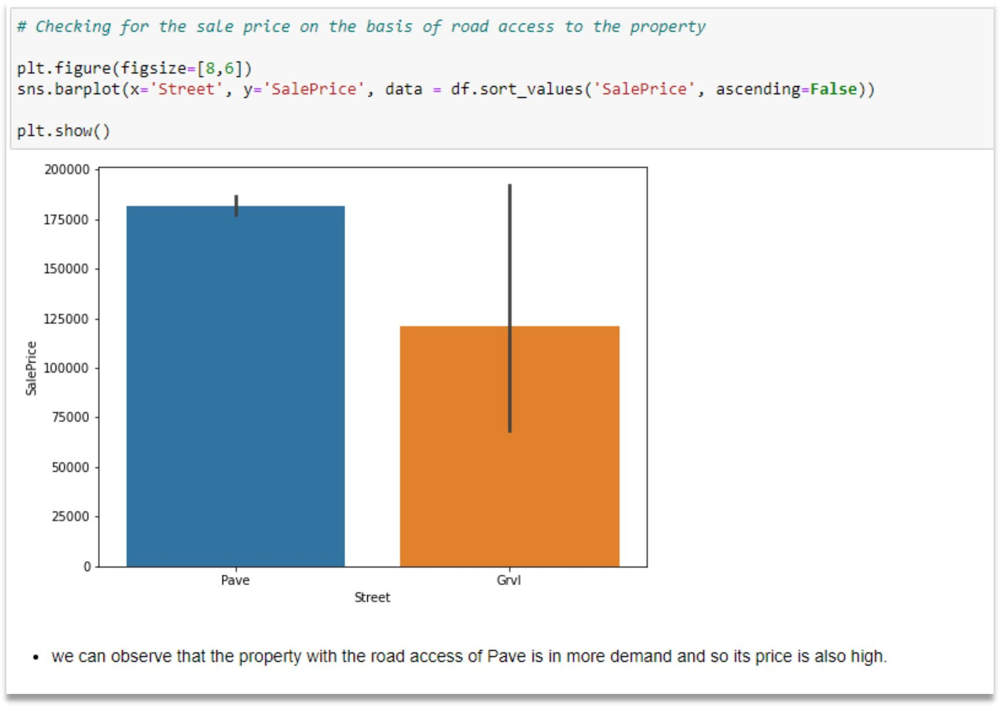 # Checking for the sale price on the basis of road access to the property
plt.figure(figsize=[8,6])
sns.barplot(x='Street', y='SalePrice', data = df.sort_values('SalePrice', ascending=False))
plt.show()
200000
175000
150000
125000
100000
75000
50000
25000
0
SalePrice
Pave Grvl
Street
• we can observe that the property with the road access of Pave is in more demand and so its price is also high.